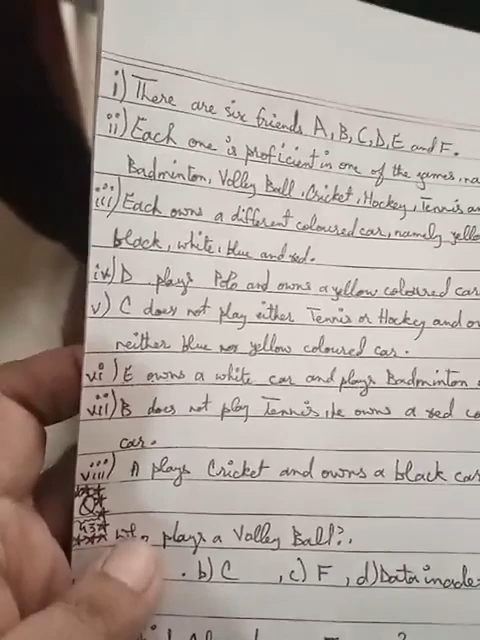 i) There are six friends A, B, C, D, E and F.
ii) Each one is proficient in one of the games, na
Badminton, Volly Ball, Cricket, Hockey, Tennis an
iii) Each owns a different coloured car, namely yello
black, white, blue and red.
iv) D plays Polo and owns a yellow coloured car
v) C does not play either Tennis or Hockey and ow
neither blue nor yellow coloured car.
vi) E owns a white car and plays Badminton
vii) B does not play Tennis, he owns a red co
car.
viii) A plays Cricket and owns a black car
Q
43
plays a Volley Ball?
b) C , c) F, d) Data inade